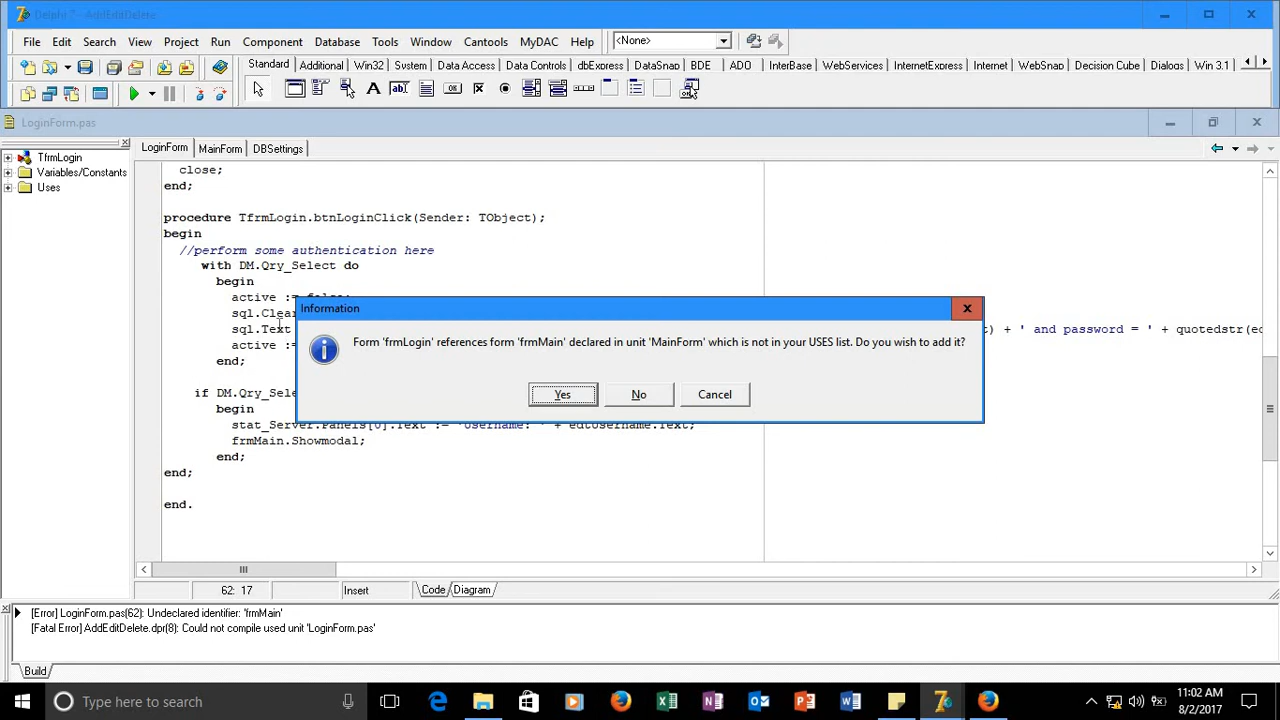 Delphi 7 - AddEditDelete
File Edit Search View Project Run Component Database Tools Window Cantools MyDAC Help <None>
Standard Additional Win32 System Data Access Data Controls dbExpress DataSnap BDE ADO InterBase WebServices InternetExpress Internet WebSnap Decision Cube Dialogs Win 3.1
LoginForm.pas
LoginForm MainForm DBSettings
TfrmLogin
Variables/Constants
Uses
close;
end;
procedure TfrmLogin.btnLoginClick(Sender: TObject);
begin
//perform some authentication here
with DM.Qry_Select do
begin
active := false;
sql.Clear
sql.Text ) + ' and password = ' + quotedstr(ed
active :=
end;
if DM.Qry_Sele
begin
stat_Server.Panels[0].Text := 'Username: ' + edtUsername.Text;
frmMain.Showmodal;
end;
end;
end.
Information
Form 'frmLogin' references form 'frmMain' declared in unit 'MainForm' which is not in your USES list. Do you wish to add it?
Yes No Cancel
62: 17 Insert Code Diagram
[Error] LoginForm.pas(62): Undeclared identifier: 'frmMain'
[Fatal Error] AddEditDelete.dpr(8): Could not compile used unit 'LoginForm.pas'
Build
Type here to search
11:02 AM
8/2/2017